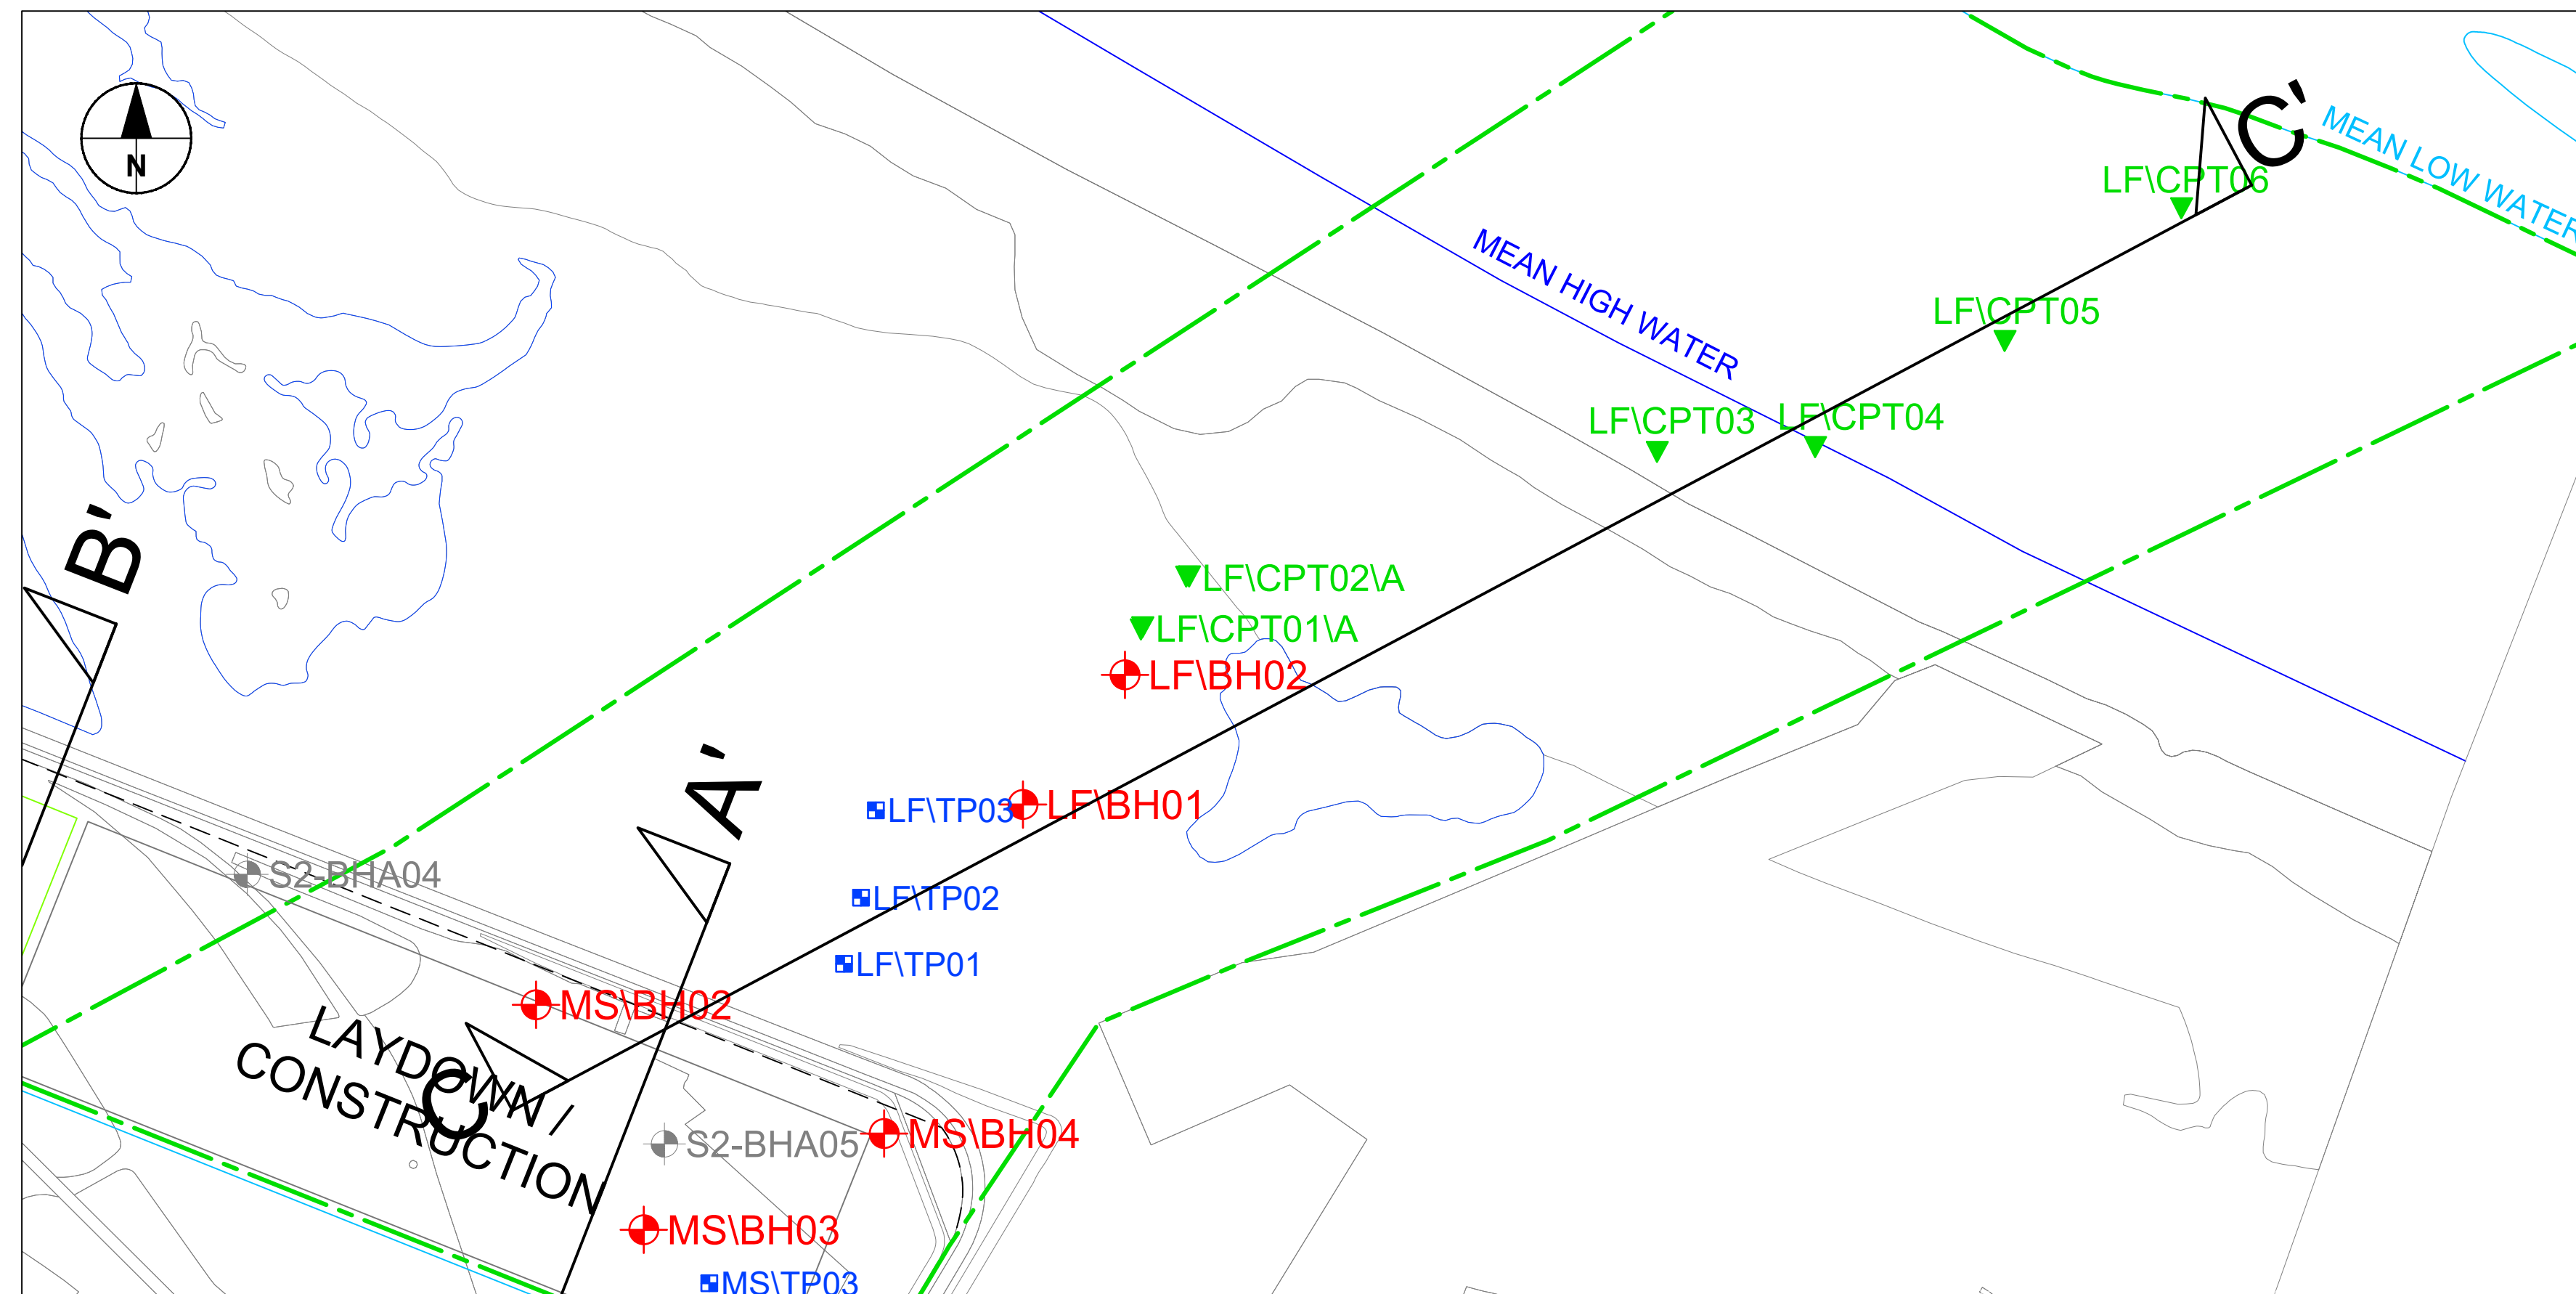 N
C'
MEAN LOW WATER
LF\CPT06
MEAN HIGH WATER
LF\CPT05
LF\CPT03
LF\CPT04
B'
LF\CPT02\A
LF\CPT01\A
LF\BH02
A'
LF\TP03
LF\BH01
S2-BHA04
LF\TP02
LF\TP01
MS\BH02
LAYDOWN /
CONSTRUCTION
C
S2-BHA05
MS\BH04
MS\BH03
MS\TP03